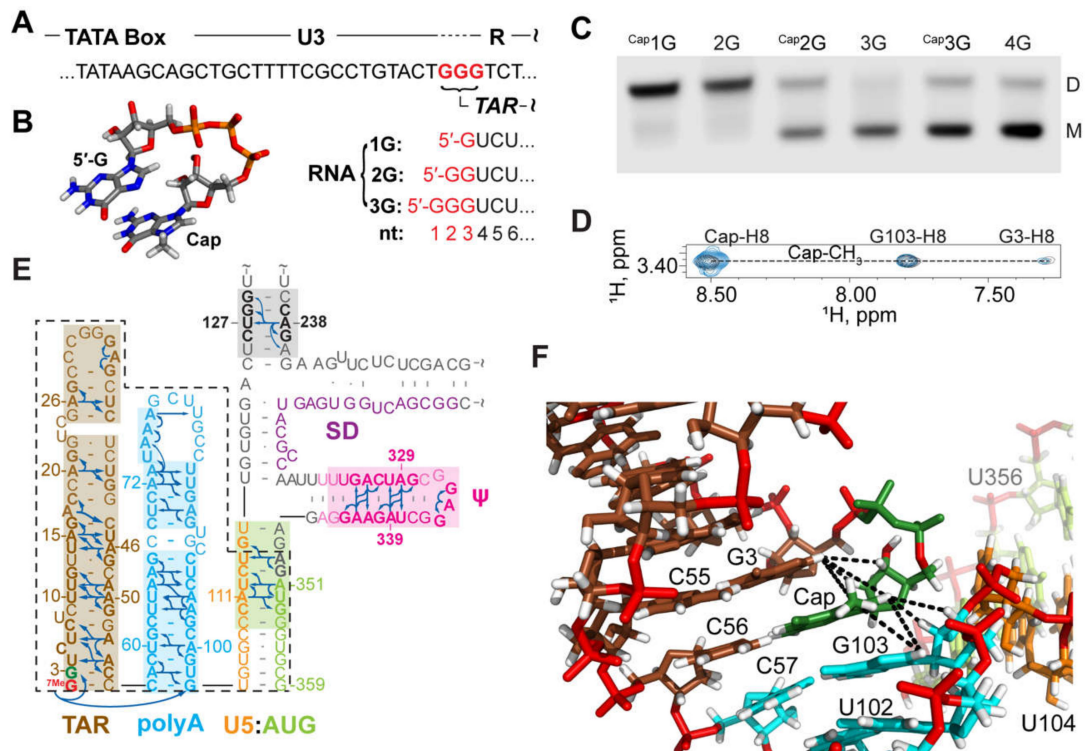 A
— TATA Box ——— U3 ——— R ~
...TATAAGCAGCTGCTTTTCGCCTGTACTGGGTCT...
TAR~
B
5′-G
Cap
RNA
1G: 5′-GUCU...
2G: 5′-GGUCU...
3G: 5′-GGGUCU...
nt: 1 2 3 4 5 6...
C
Cap1G 2G Cap2G 3G Cap3G 4G
D
M
D
Cap-H8 G103-H8 G3-H8
Cap-CH3
3.40
¹H, ppm
8.50 8.00 7.50
¹H, ppm
E
127 238
26
20
15
10
3
7MeG
46
50
72
60
100
111
351
359
GAAGUUCUCUCGACG~
UGAGUGGUCAGCGGC~
SD
329
AAUUUUUGACUAGCG
GAGGAAGAUCGG
339
Ψ
TAR polyA U5:AUG
F
U356
G3
C55
Cap
C56
G103
C57
U102
U104